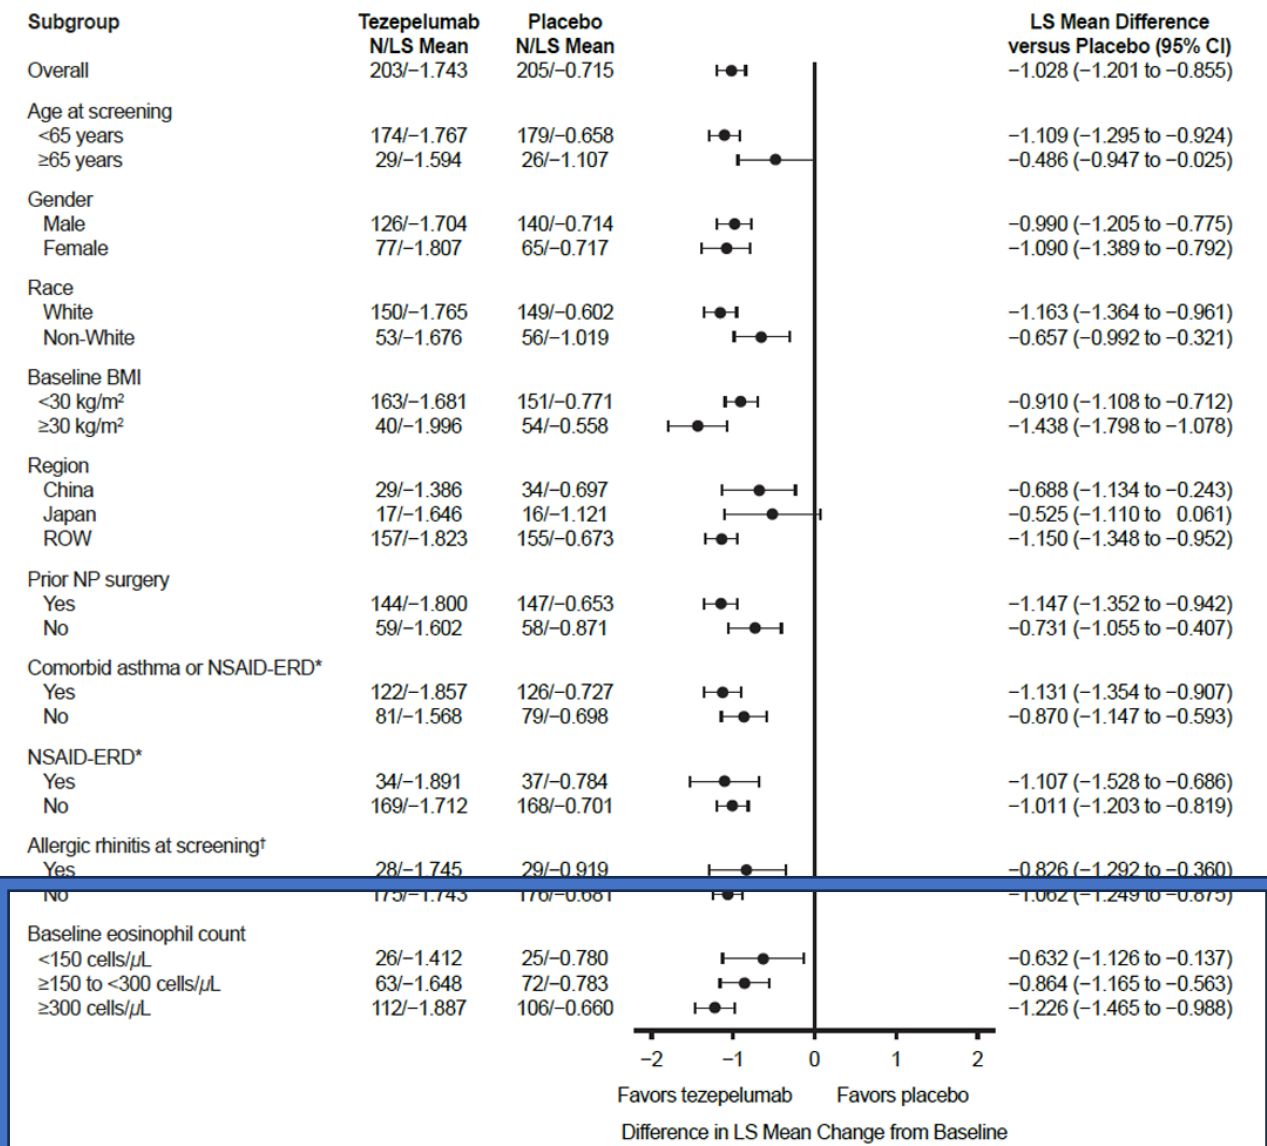 Subgroup Tezepelumab Placebo LS Mean Difference
N/LS Mean N/LS Mean versus Placebo (95% CI)
Overall 203/−1.743 205/−0.715 −1.028 (−1.201 to −0.855)
Age at screening
<65 years 174/−1.767 179/−0.658 −1.109 (−1.295 to −0.924)
≥65 years 29/−1.594 26/−1.107 −0.486 (−0.947 to −0.025)
Gender
Male 126/−1.704 140/−0.714 −0.990 (−1.205 to −0.775)
Female 77/−1.807 65/−0.717 −1.090 (−1.389 to −0.792)
Race
White 150/−1.765 149/−0.602 −1.163 (−1.364 to −0.961)
Non-White 53/−1.676 56/−1.019 −0.657 (−0.992 to −0.321)
Baseline BMI
<30 kg/m² 163/−1.681 151/−0.771 −0.910 (−1.108 to −0.712)
≥30 kg/m² 40/−1.996 54/−0.558 −1.438 (−1.798 to −1.078)
Region
China 29/−1.386 34/−0.697 −0.688 (−1.134 to −0.243)
Japan 17/−1.646 16/−1.121 −0.525 (−1.110 to 0.061)
ROW 157/−1.823 155/−0.673 −1.150 (−1.348 to −0.952)
Prior NP surgery
Yes 144/−1.800 147/−0.653 −1.147 (−1.352 to −0.942)
No 59/−1.602 58/−0.871 −0.731 (−1.055 to −0.407)
Comorbid asthma or NSAID-ERD*
Yes 122/−1.857 126/−0.727 −1.131 (−1.354 to −0.907)
No 81/−1.568 79/−0.698 −0.870 (−1.147 to −0.593)
NSAID-ERD*
Yes 34/−1.891 37/−0.784 −1.107 (−1.528 to −0.686)
No 169/−1.712 168/−0.701 −1.011 (−1.203 to −0.819)
Allergic rhinitis at screening†
Yes 28/−1.745 29/−0.919 −0.826 (−1.292 to −0.360)
No 175/−1.743 176/−0.681 −1.062 (−1.249 to −0.875)
Baseline eosinophil count
<150 cells/µL 26/−1.412 25/−0.780 −0.632 (−1.126 to −0.137)
≥150 to <300 cells/µL 63/−1.648 72/−0.783 −0.864 (−1.165 to −0.563)
≥300 cells/µL 112/−1.887 106/−0.660 −1.226 (−1.465 to −0.988)
−2 −1 0 1 2
Favors tezepelumab Favors placebo
Difference in LS Mean Change from Baseline